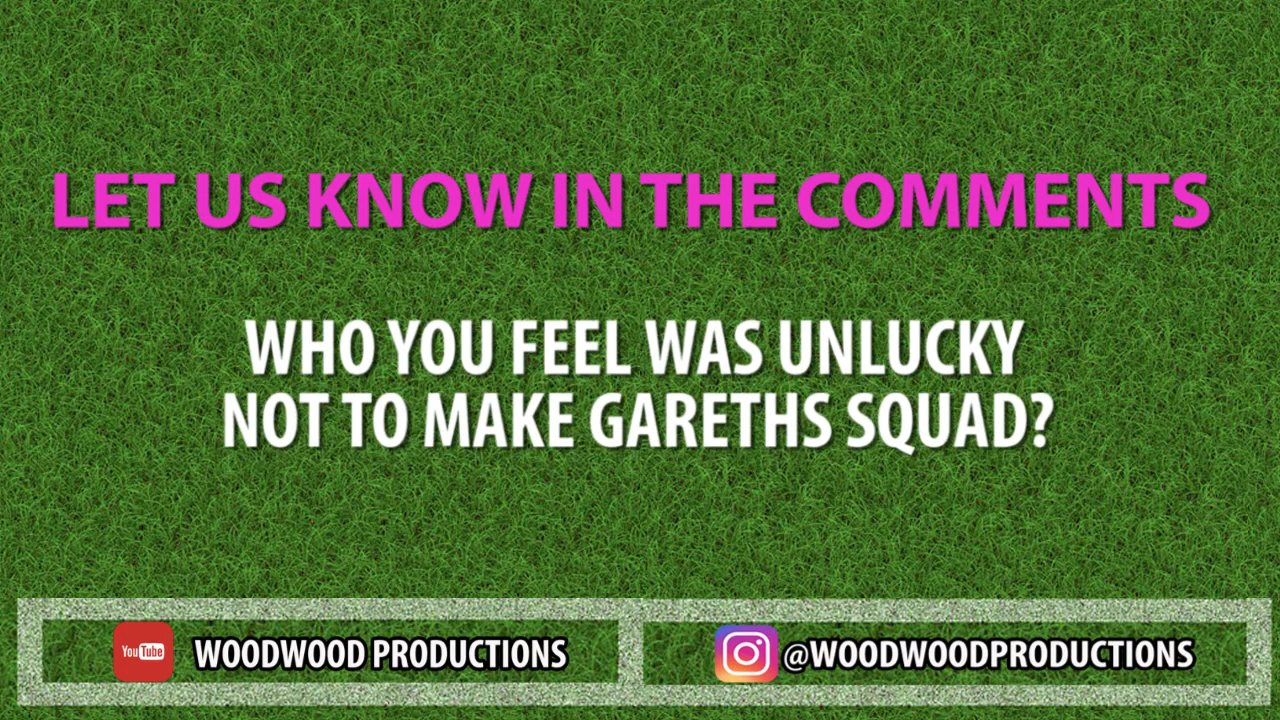 LET US KNOW IN THE COMMENTS
WHO YOU FEEL WAS UNLUCKY
NOT TO MAKE GARETHS SQUAD?
YouTube WOODWOOD PRODUCTIONS
@WOODWOODPRODUCTIONS